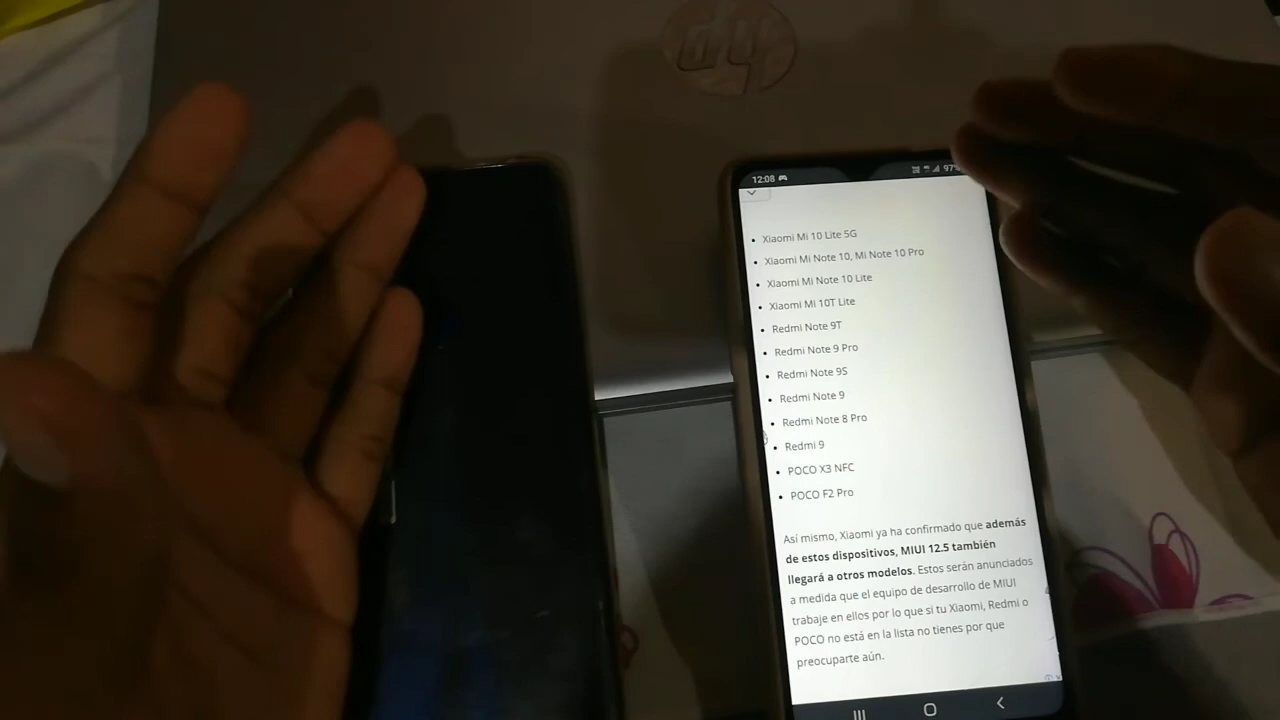 hp
12:08 97
• Xiaomi Mi 10 Lite 5G
• Xiaomi Mi Note 10, Mi Note 10 Pro
• Xiaomi Mi Note 10 Lite
• Xiaomi Mi 10T Lite
• Redmi Note 9T
• Redmi Note 9 Pro
• Redmi Note 9S
• Redmi Note 9
• Redmi Note 8 Pro
• Redmi 9
• POCO X3 NFC
• POCO F2 Pro
Así mismo, Xiaomi ya ha confirmado que además
de estos dispositivos, MIUI 12.5 también
llegará a otros modelos. Estos serán anunciados
a medida que el equipo de desarrollo de MIUI
trabaje en ellos por lo que si tu Xiaomi, Redmi o
POCO no está en la lista no tienes por que
preocuparte aún.